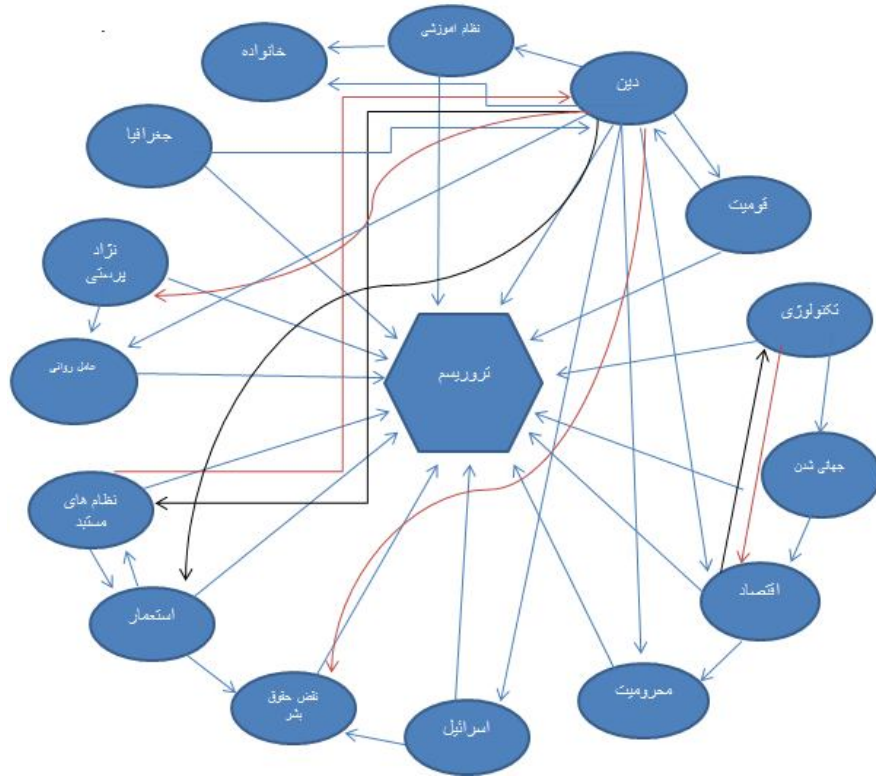 نظام آموزشی
خانواده
دین
جغرافیا
قومیت
نژاد
پرستی
تکنولوژی
عامل روانی
تروریسم
جهانی شدن
نظام های
مستبد
اقتصاد
استعمار
محرومیت
نقض حقوق
بشر
اسرائیل